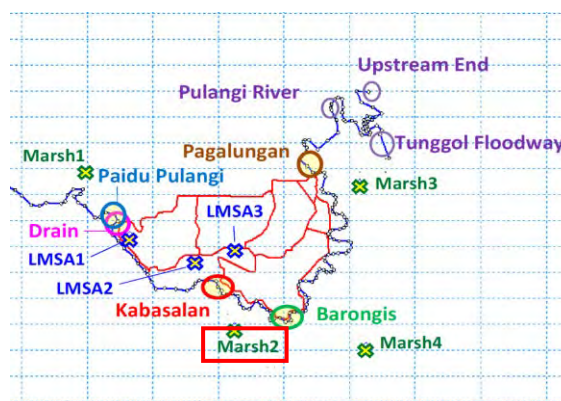 Upstream End
Pulangi River
Tunggol Floodway
Pagalungan
Marsh1
Paidu Pulangi
Marsh3
LMSA3
Drain
LMSA1
LMSA2
Kabasalan
Barongis
Marsh2
Marsh4